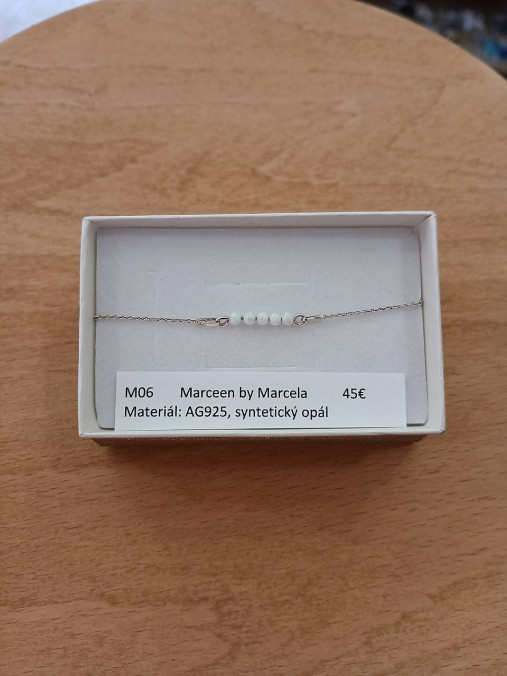 M06 Marceen by Marcela 45€
Materiál: AG925, syntetický opál